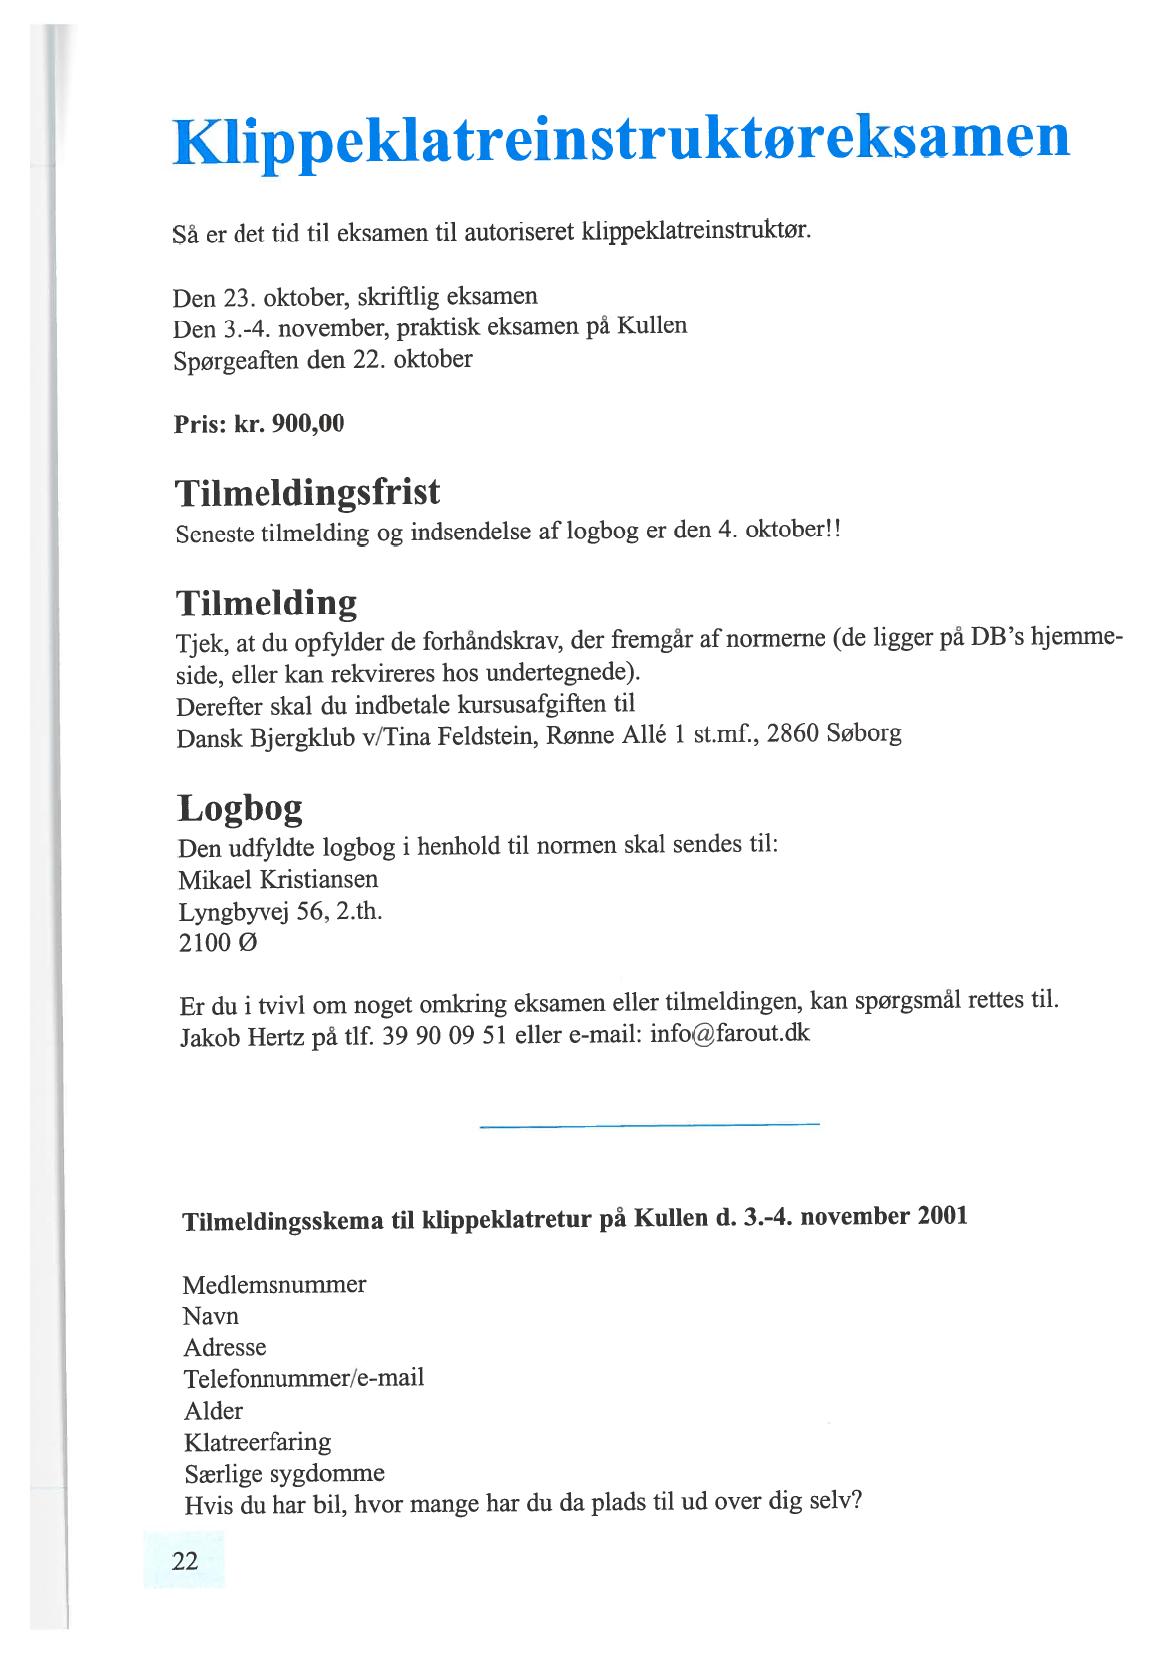 Klippeklatreinstruktøreksamen
Så er det tid til eksamen til autoriseret klippeklatreinstruktør.
Den 23. oktober, skriftlig eksamen
Den 3.-4. november, praktisk eksamen på Kullen
Spørgeaften den 22. oktober
Pris: kr. 900,00
Tilmeldingsfrist
Seneste tilmelding og indsendelse af logbog er den 4. oktober!!
Tilmelding
Tjek, at du opfylder de forhåndskrav, der fremgår af normerne (de ligger på DB’s hjemme-
side, eller kan rekvireres hos undertegnede).
Derefter skal du indbetale kursusafgiften til
Dansk Bjergklub v/Tina Feldstein, Rønne Allé 1 st.mf., 2860 Søborg
Logbog
Den udfyldte logbog i henhold til normen skal sendes til:
Mikael Kristiansen
Lyngbyvej 56, 2.th.
2100 Ø
Er du i tvivl om noget omkring eksamen eller tilmeldingen, kan spørgsmål rettes til.
Jakob Hertz på tlf. 39 90 09 51 eller e-mail: info@farout.dk
Tilmeldingsskema til klippeklatretur på Kullen d. 3.-4. november 2001
Medlemsnummer
Navn
Adresse
Telefonnummer/e-mail
Alder
Klatreerfaring
Særlige sygdomme
Hvis du har bil, hvor mange har du da plads til ud over dig selv?
22